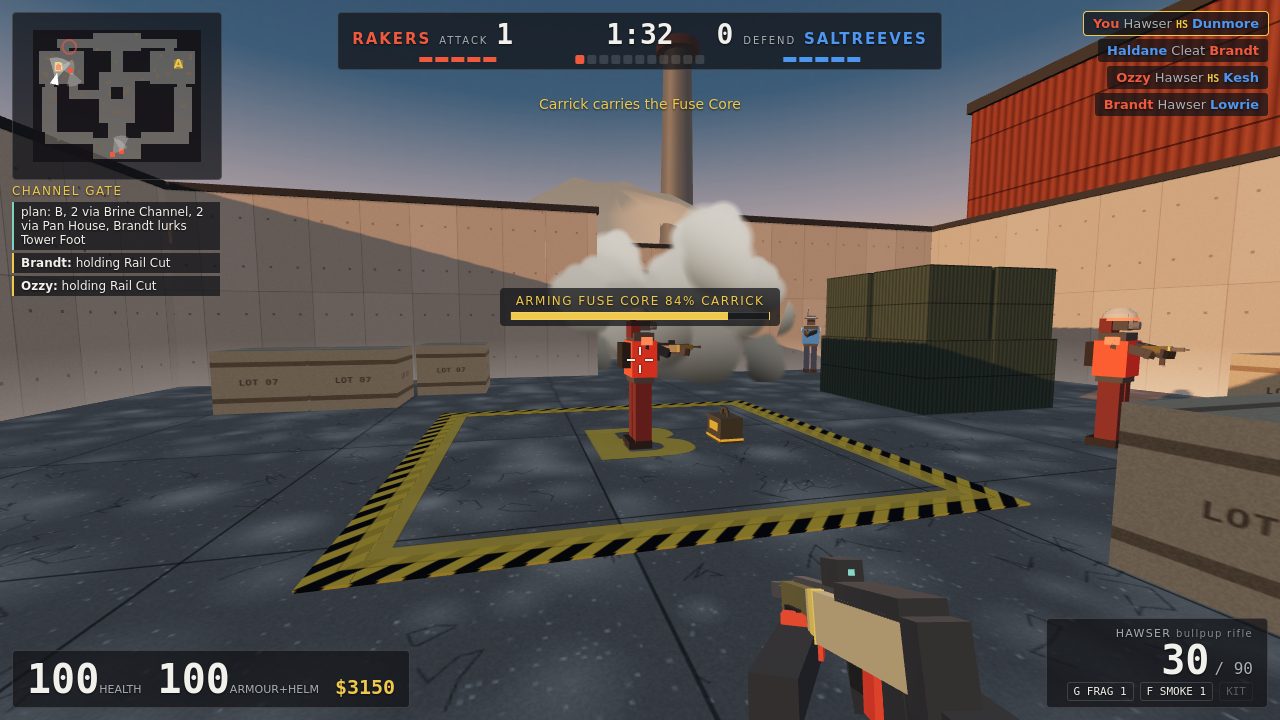 RAKERS ATTACK 1 1:32 0 DEFEND SALTREEVES
You Hawser HS Dunmore
Haldane Cleat Brandt
Ozzy Hawser HS Kesh
Brandt Hawser Lowrie
A
B
Carrick carries the Fuse Core
CHANNEL GATE
plan: B, 2 via Brine Channel, 2
via Pan House, Brandt lurks
Tower Foot
Brandt: holding Rail Cut
Ozzy: holding Rail Cut
ARMING FUSE CORE 84% CARRICK
LOT 07
LOT 07
LOT 07
B
LOT
100 HEALTH 100 ARMOUR+HELM $3150
HAWSER bullpup rifle
30 / 90
G FRAG 1 F SMOKE 1 KIT